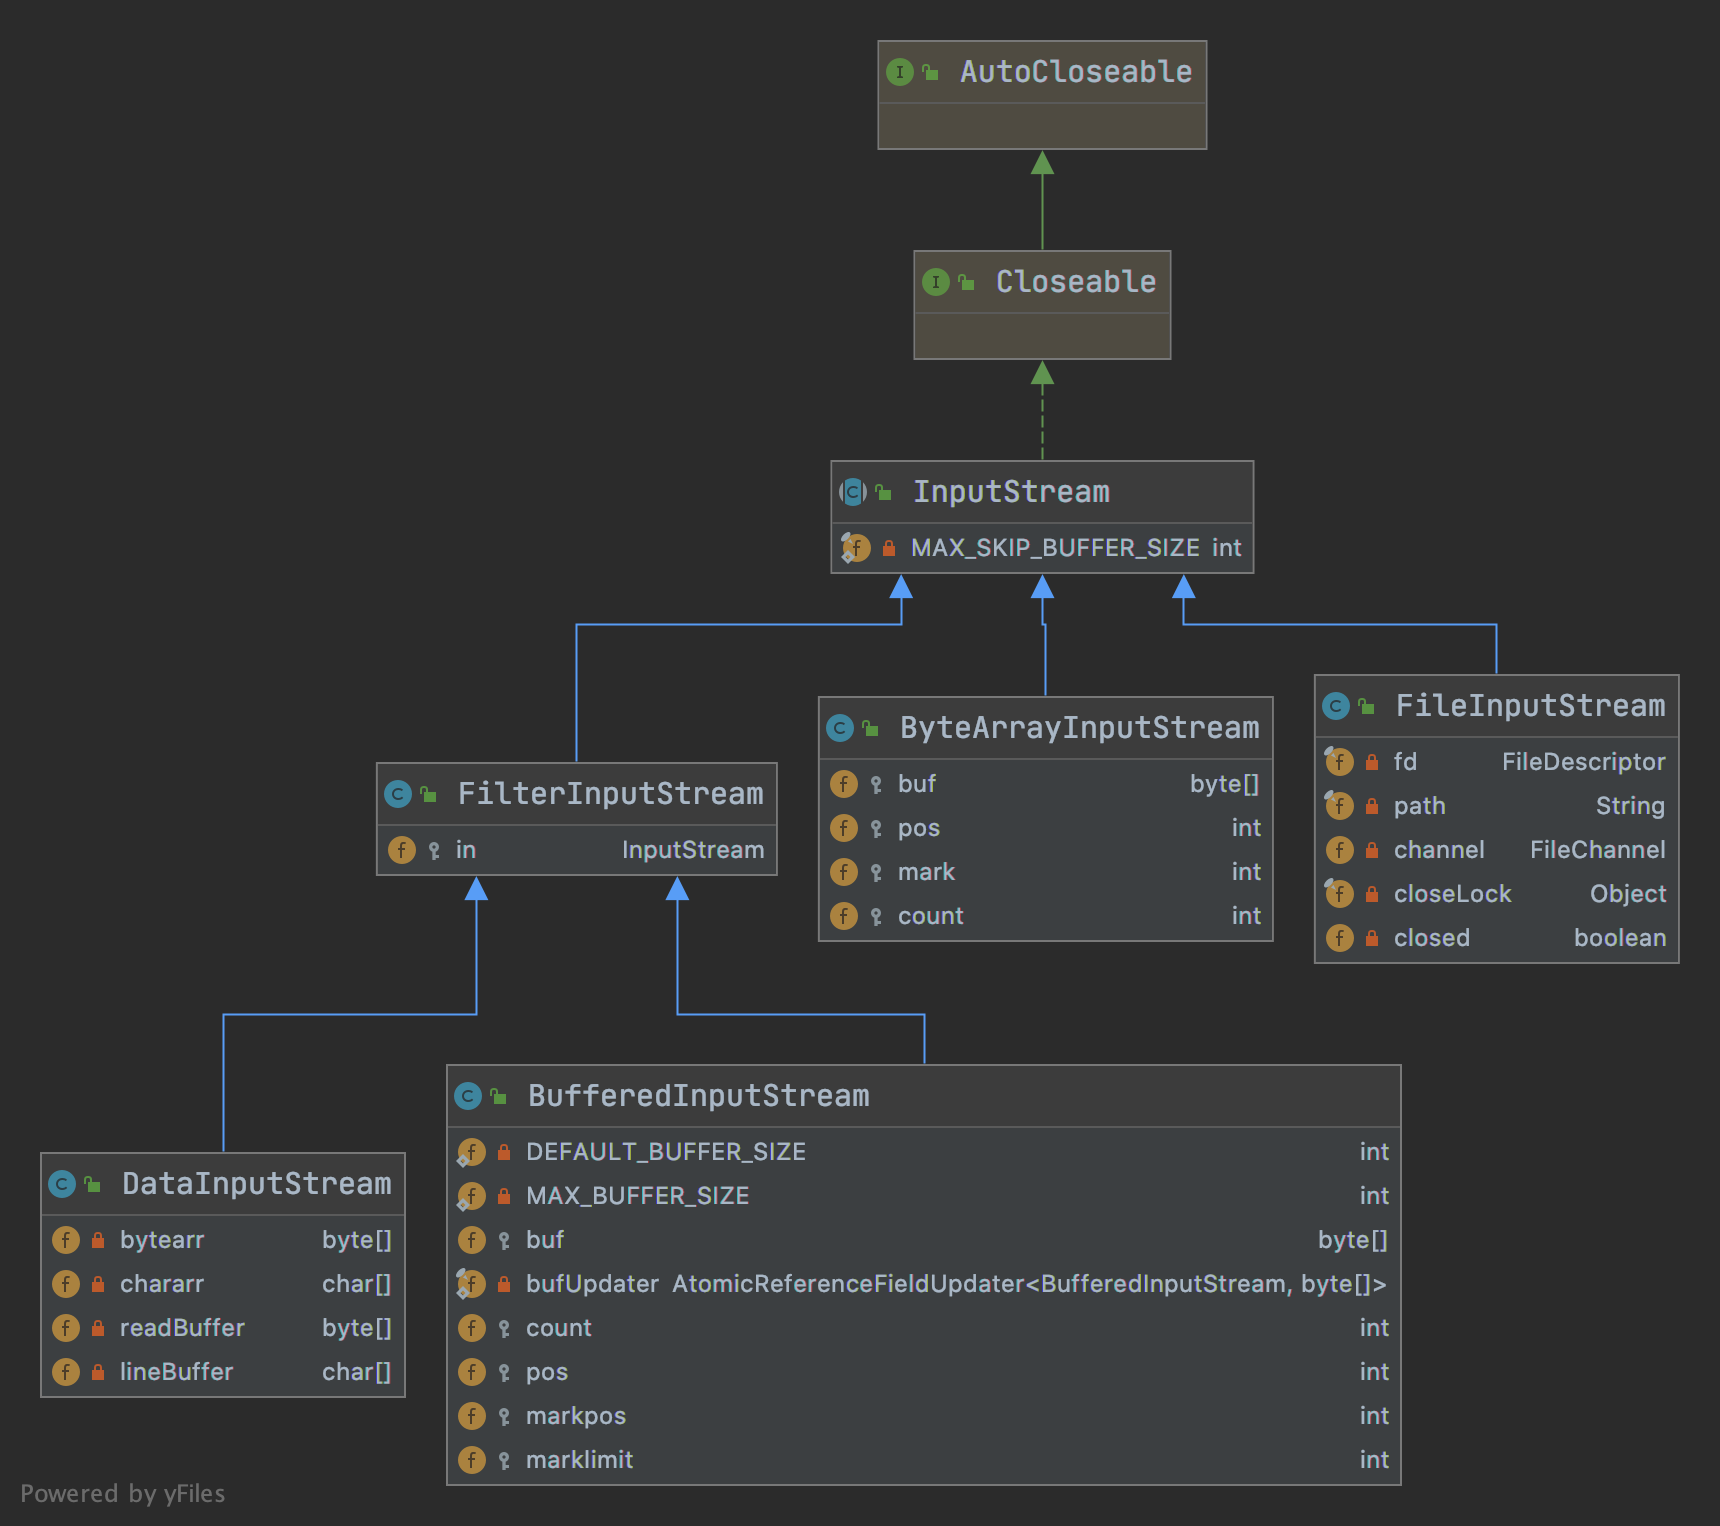 AutoCloseable
Closeable
InputStream
MAX_SKIP_BUFFER_SIZE int
FileInputStream
fd FileDescriptor
path String
channel FileChannel
closeLock Object
closed boolean
ByteArrayInputStream
buf byte[]
pos int
mark int
count int
FilterInputStream
in InputStream
BufferedInputStream
DEFAULT_BUFFER_SIZE int
MAX_BUFFER_SIZE int
buf byte[]
bufUpdater AtomicReferenceFieldUpdater<BufferedInputStream, byte[]>
count int
pos int
markpos int
marklimit int
DataInputStream
bytearr byte[]
chararr char[]
readBuffer byte[]
lineBuffer char[]
Powered by yFiles